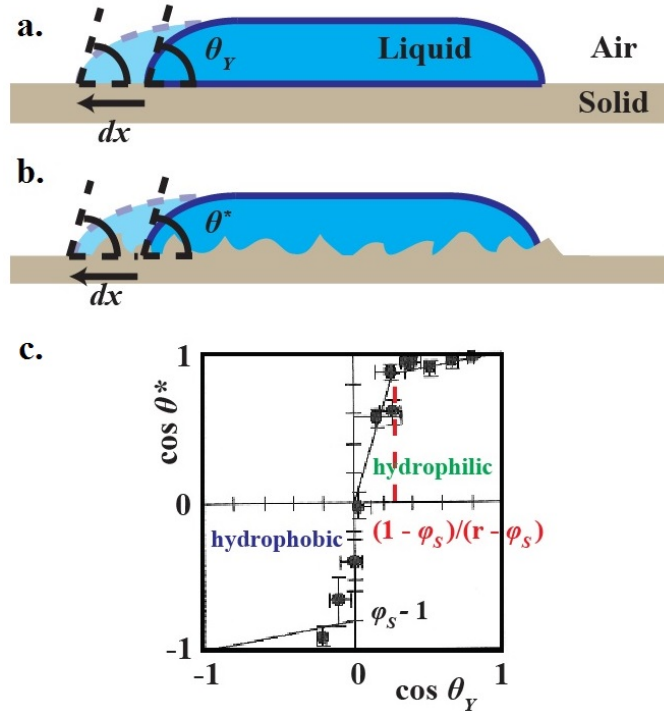 a.
θY
Liquid
Air
Solid
dx
b.
θ*
dx
c.
1
cos θ*
hydrophilic
0
(1 - φS)/(r - φS)
hydrophobic
φS - 1
-1
-1
0
1
cos θY